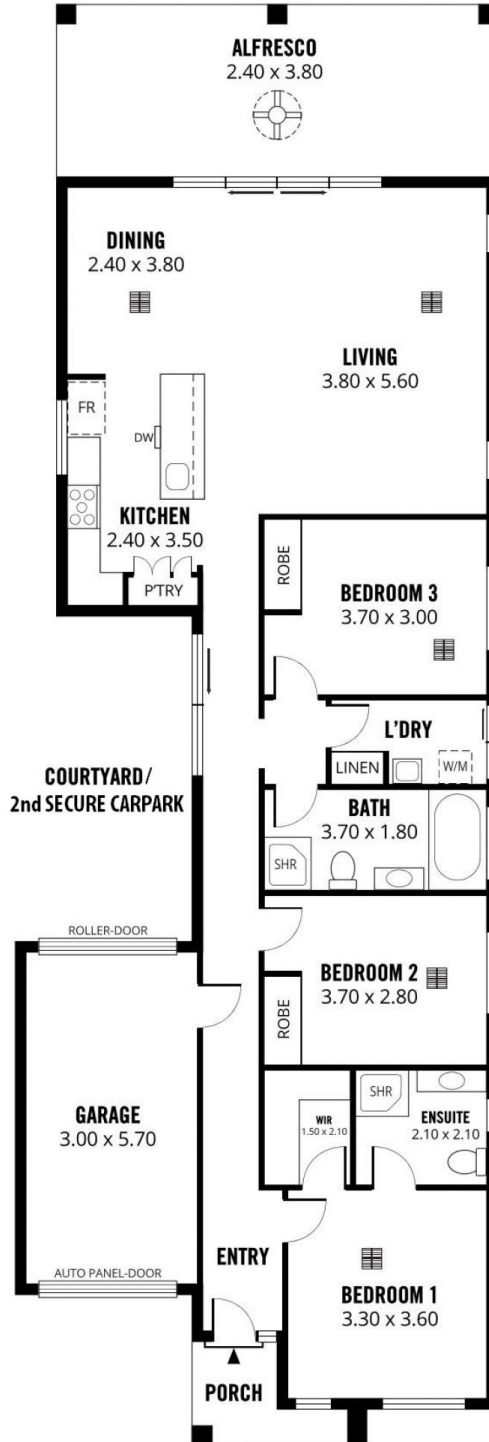 ALFRESCO
2.40 x 3.80
DINING
2.40 x 3.80
LIVING
3.80 x 5.60
FR
DW
KITCHEN
2.40 x 3.50
P'TRY
ROBE
BEDROOM 3
3.70 x 3.00
L'DRY
LINEN
W/M
COURTYARD/
2nd SECURE CARPARK
BATH
3.70 x 1.80
SHR
ROLLER-DOOR
BEDROOM 2
3.70 x 2.80
ROBE
GARAGE
3.00 x 5.70
WIR
1.50 x 2.10
SHR
ENSUITE
2.10 x 2.10
ENTRY
AUTO PANEL-DOOR
BEDROOM 1
3.30 x 3.60
PORCH